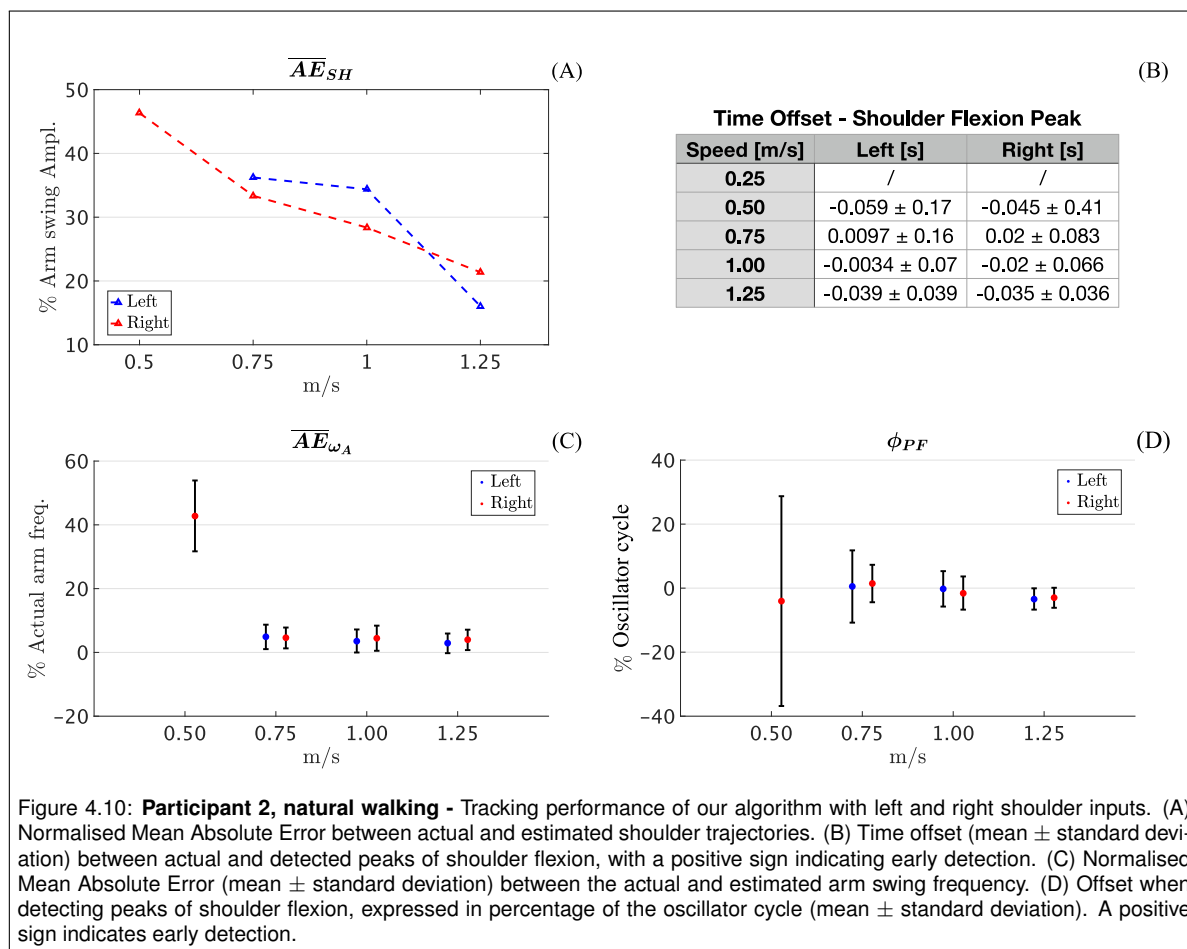 AE_SH (A)
50
40
30
20
10
% Arm swing Ampl.
Left
Right
0.5 0.75 1 1.25
m/s
(B)
Time Offset - Shoulder Flexion Peak
Speed [m/s] Left [s] Right [s]
0.25 / /
0.50 -0.059 ± 0.17 -0.045 ± 0.41
0.75 0.0097 ± 0.16 0.02 ± 0.083
1.00 -0.0034 ± 0.07 -0.02 ± 0.066
1.25 -0.039 ± 0.039 -0.035 ± 0.036
AE_ωA (C)
60
40
20
0
-20
% Actual arm freq.
Left
Right
0.50 0.75 1.00 1.25
m/s
ϕ_PF (D)
40
20
0
-20
-40
% Oscillator cycle
Left
Right
0.50 0.75 1.00 1.25
m/s
Figure 4.10: Participant 2, natural walking - Tracking performance of our algorithm with left and right shoulder inputs. (A)
Normalised Mean Absolute Error between actual and estimated shoulder trajectories. (B) Time offset (mean ± standard devi-
ation) between actual and detected peaks of shoulder flexion, with a positive sign indicating early detection. (C) Normalised
Mean Absolute Error (mean ± standard deviation) between the actual and estimated arm swing frequency. (D) Offset when
detecting peaks of shoulder flexion, expressed in percentage of the oscillator cycle (mean ± standard deviation). A positive
sign indicates early detection.